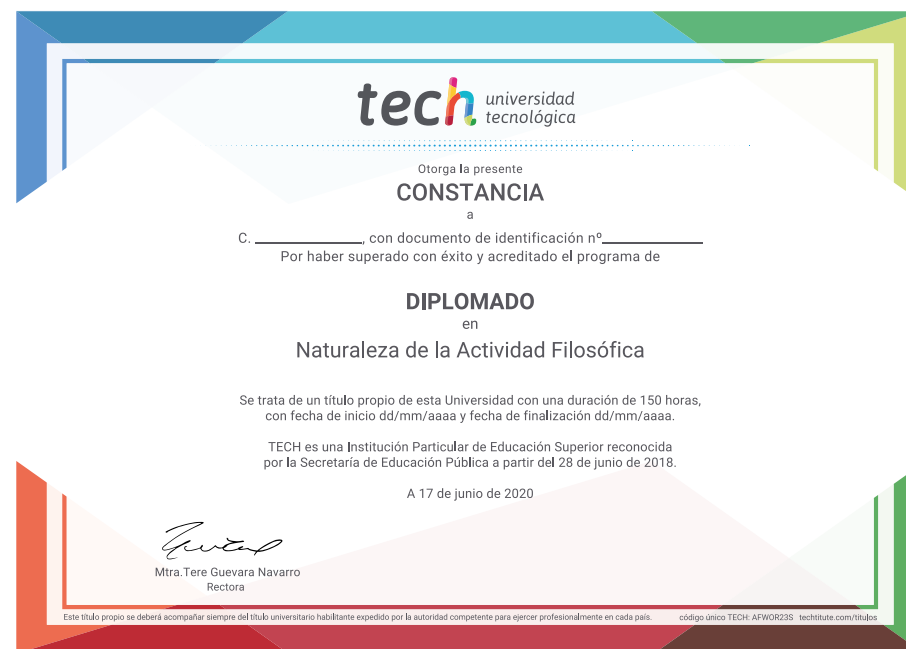 tech universidad
tecnológica
Otorga la presente
CONSTANCIA
a
C. ____________, con documento de identificación nº____________
Por haber superado con éxito y acreditado el programa de
DIPLOMADO
en
Naturaleza de la Actividad Filosófica
Se trata de un título propio de esta Universidad con una duración de 150 horas,
con fecha de inicio dd/mm/aaaa y fecha de finalización dd/mm/aaaa.
TECH es una Institución Particular de Educación Superior reconocida
por la Secretaría de Educación Pública a partir del 28 de junio de 2018.
A 17 de junio de 2020
Mtra.Tere Guevara Navarro
Rectora
Este título propio se deberá acompañar siempre del título universitario habilitante expedido por la autoridad competente para ejercer profesionalmente en cada país. código único TECH: AFWOR23S techtitute.com/titulos